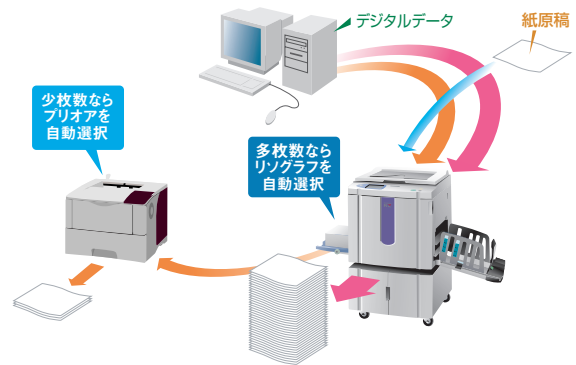 デジタルデータ
紙原稿
少枚数なら
プリオアを
自動選択
多枚数なら
リソグラフを
自動選択